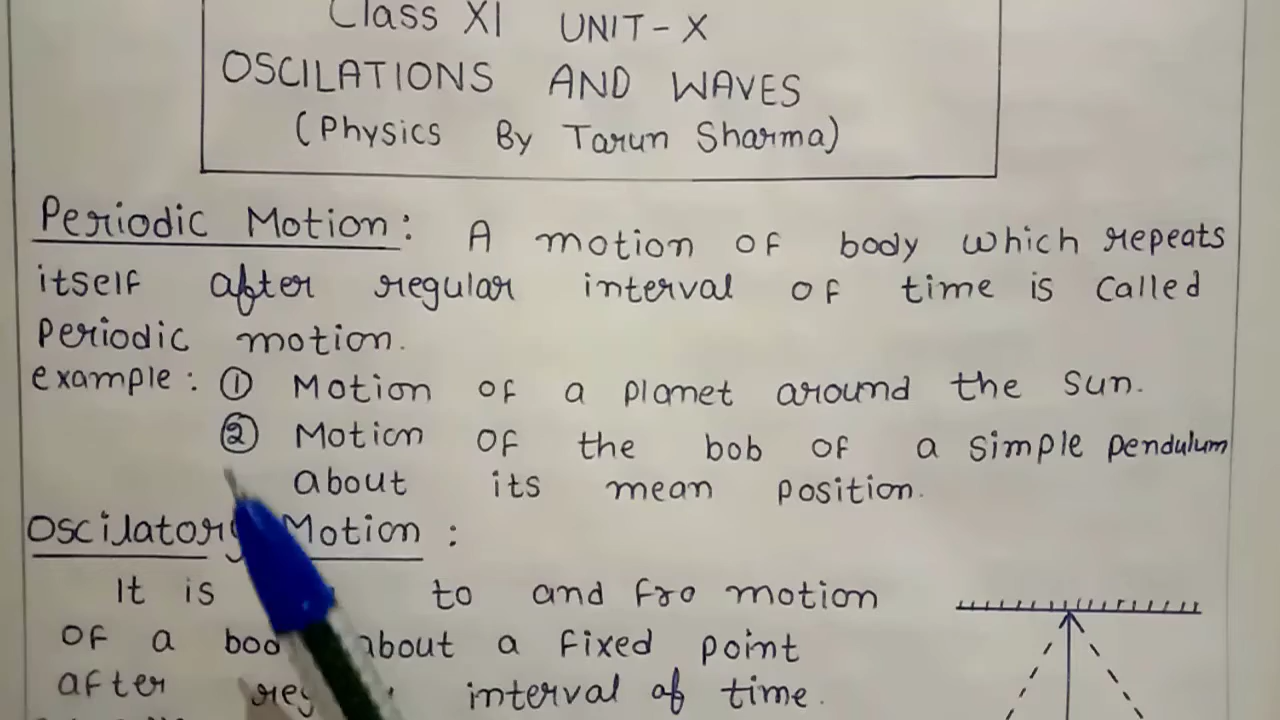 Class XI UNIT-X
OSCILATIONS AND WAVES
(Physics By Tarun Sharma)
Periodic Motion: A motion of body which repeats
itself after regular interval of time is called
Periodic motion.
example: ① Motion of a planet around the sun.
② Motion of the bob of a simple pendulum
about its mean position.
Oscilatory Motion :
It is to and fro motion
of a about a fixed point
after interval of time.